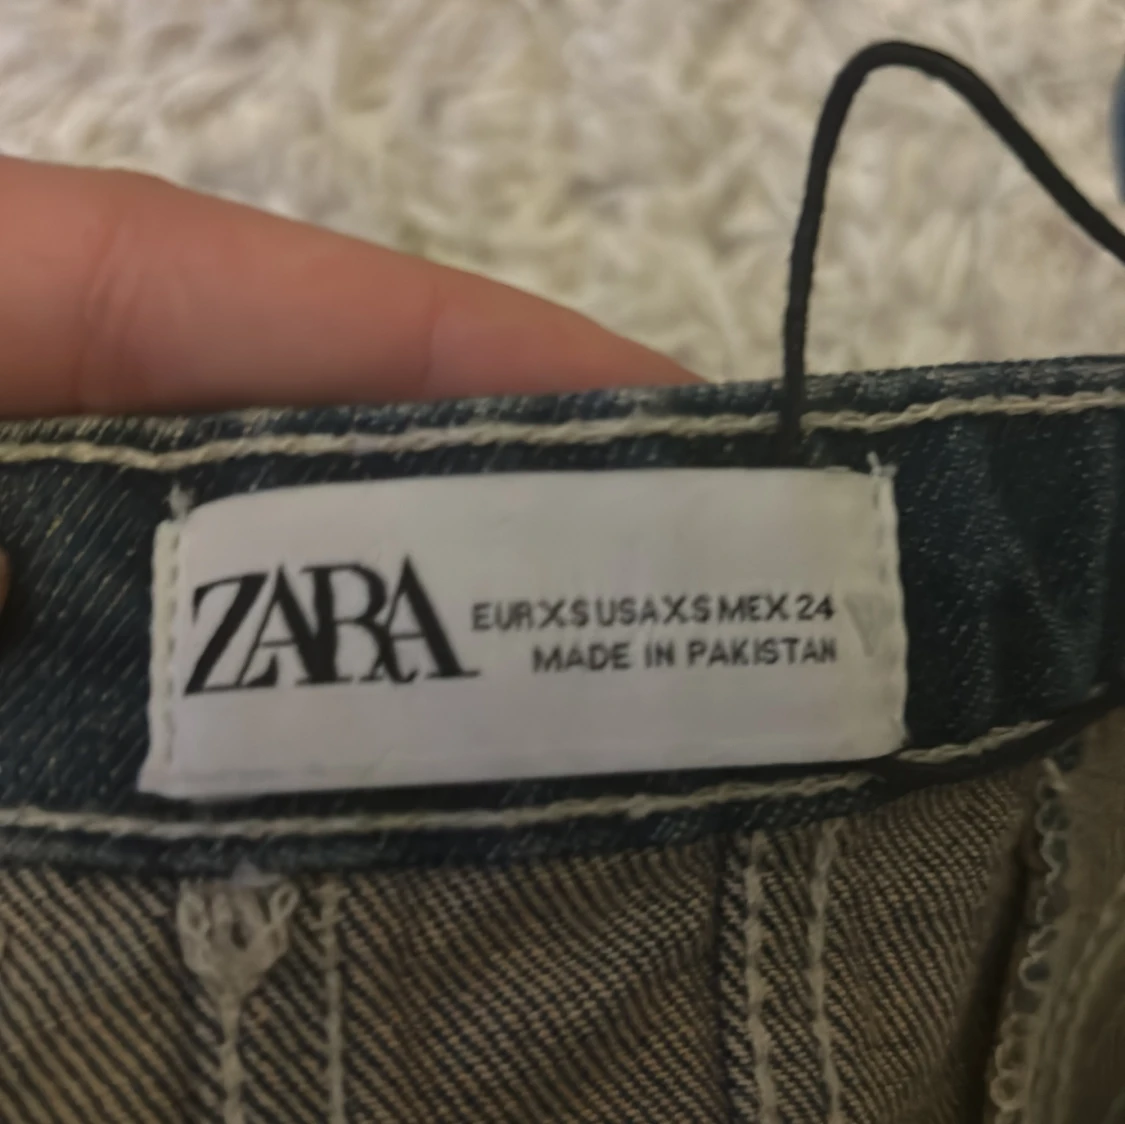 ZARA
EUR XS USA XS MEX 24
MADE IN PAKISTAN